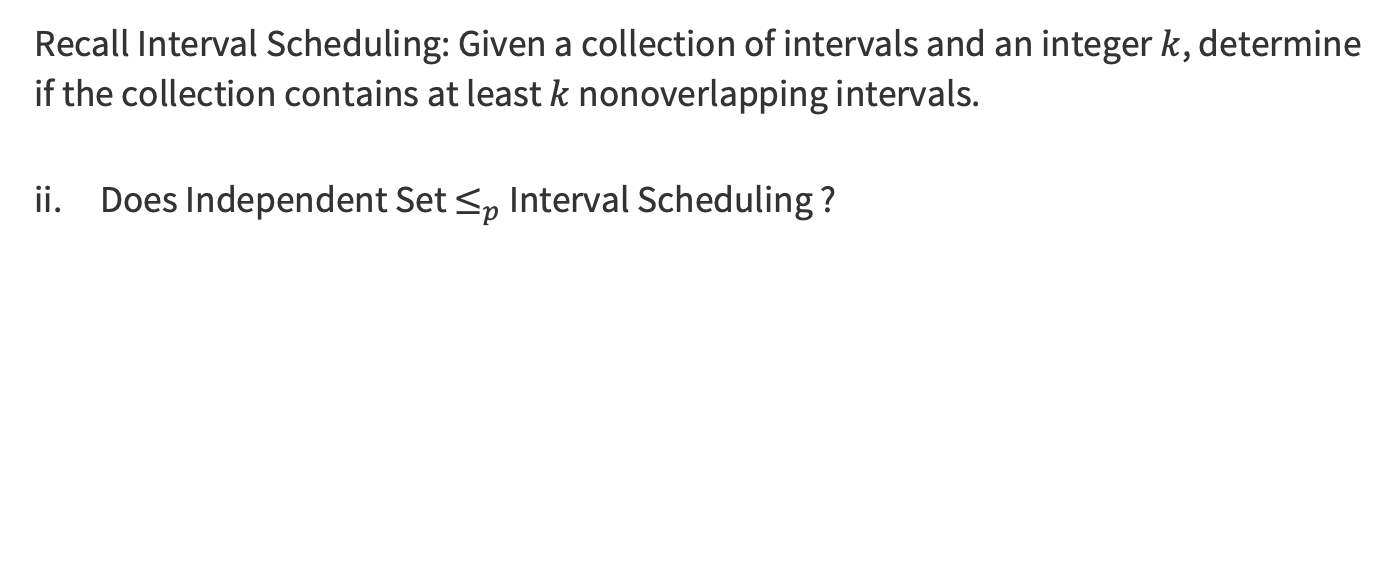 Recall Interval Scheduling: Given a collection of intervals and an integer k, determine
if the collection contains at least k nonoverlapping intervals.
ii. Does Independent Set ≤ₚ Interval Scheduling ?